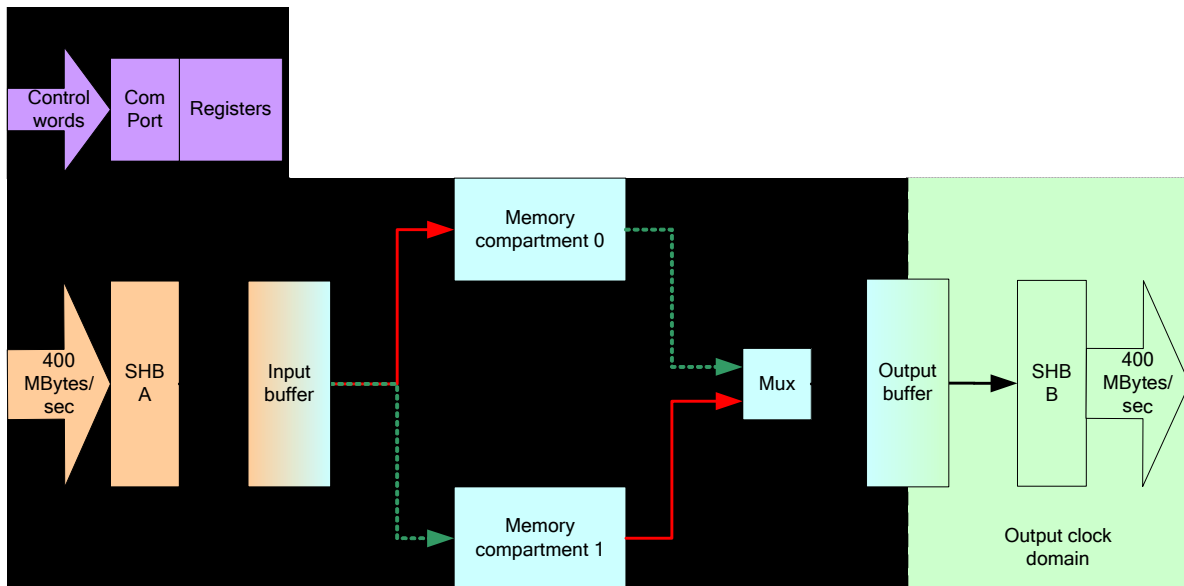 Control
words
Com
Port
Registers
Memory
compartment 0
400
MBytes/
sec
SHB
A
Input
buffer
Mux
Output
buffer
SHB
B
400
MBytes/
sec
Memory
compartment 1
Output clock
domain